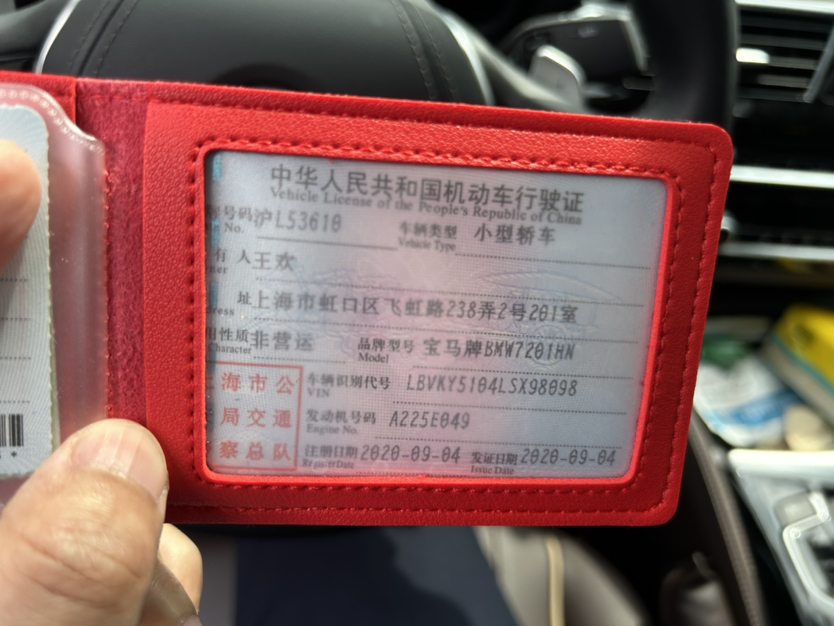 中华人民共和国机动车行驶证
Vehicle License of the People's Republic of China
号码 沪L53610 车辆类型 小型轿车
No. Vehicle Type
有 人 王欢
址 上海市虹口区飞虹路238弄2号201室
用性质 非营运 品牌型号 宝马牌BMW7201HN
Character Model
海市公 车辆识别代号 LBVKY5104LSX98098
VIN
局交通 发动机号码 A225E049
Engine No.
察总队 注册日期 2020-09-04 发证日期 2020-09-04
Register Date Issue Date